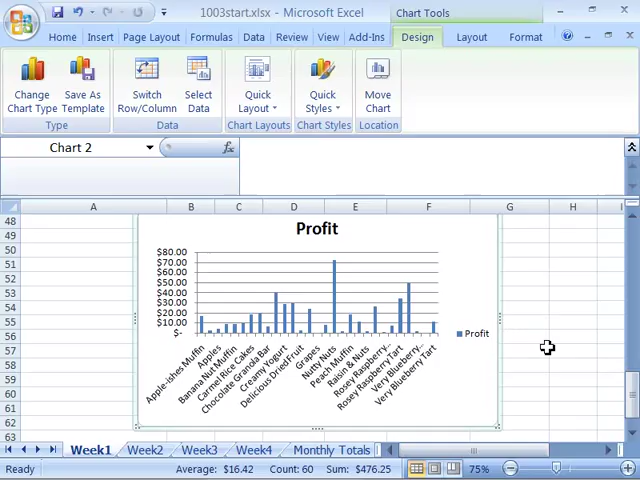 1003start.xlsx - Microsoft Excel
Chart Tools
Home Insert Page Layout Formulas Data Review View Add-Ins Design Layout Format
Change Chart Type
Save As Template
Switch Row/Column
Select Data
Quick Layout
Quick Styles
Move Chart
Type
Data
Chart Layouts
Chart Styles
Location
Chart 2
fx
A B C D E F G H I
48
49
50
51
52
53
54
55
56
57
58
59
60
61
62
63
Profit
$80.00
$70.00
$60.00
$50.00
$40.00
$30.00
$20.00
$10.00
$-
Apple-ishes Muffin
Apples
Banana Nut Muffin
Carmel Rice Cakes
Chocolate Granola Bar
Creamy Yogurt
Delicious Dried Fruit
Grapes
Nutty Nuts
Peach Muffin
Raisin & Nuts
Rosey Raspberry...
Rosey Raspberry Tart
Very Blueberry...
Very Blueberry Tart
Profit
Week1 Week2 Week3 Week4 Monthly Totals
Ready Average: $16.42 Count: 60 Sum: $476.25 75%